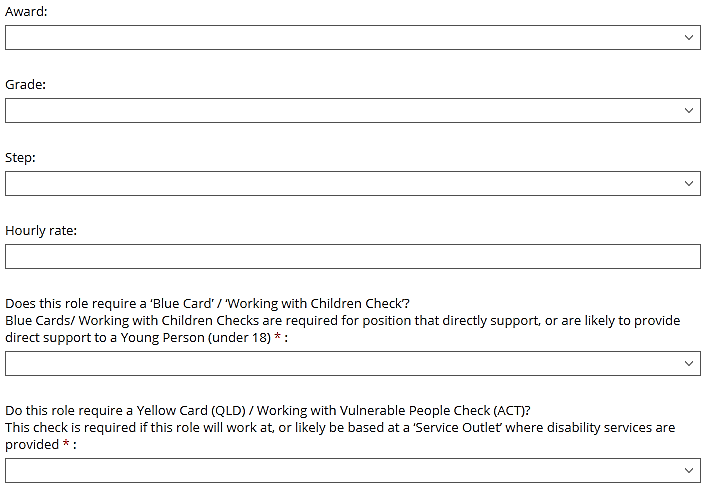 Award:
Grade:
Step:
Hourly rate:
Does this role require a ‘Blue Card’ / ‘Working with Children Check’?
Blue Cards/ Working with Children Checks are required for position that directly support, or are likely to provide
direct support to a Young Person (under 18) * :
Do this role require a Yellow Card (QLD) / Working with Vulnerable People Check (ACT)?
This check is required if this role will work at, or likely be based at a ‘Service Outlet’ where disability services are
provided * :